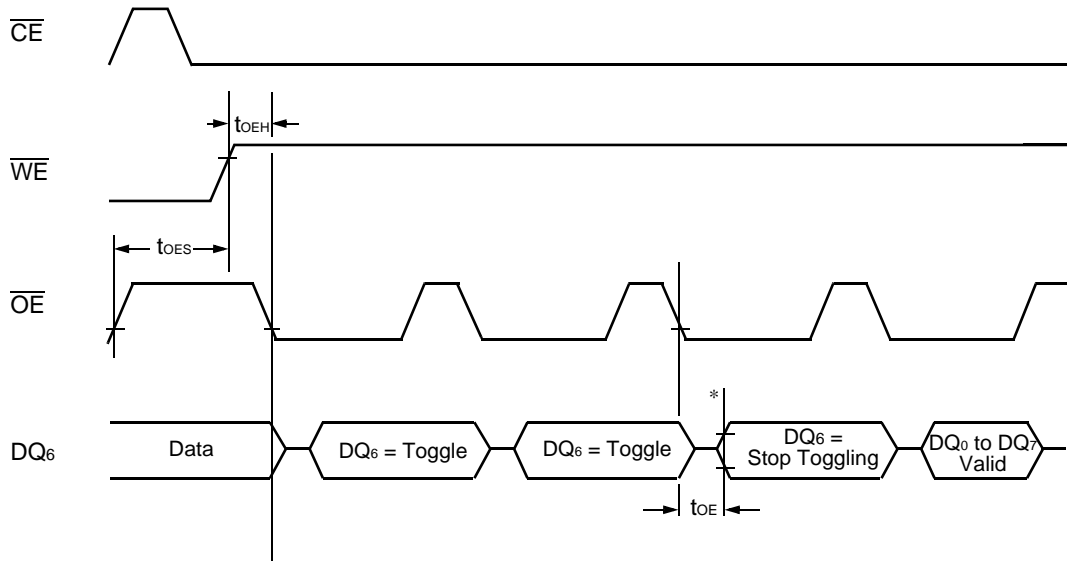 CE
tOEH
WE
tOES
OE
*
DQ6
Data
DQ6 = Toggle
DQ6 = Toggle
DQ6 =
Stop Toggling
DQ0 to DQ7
Valid
tOE